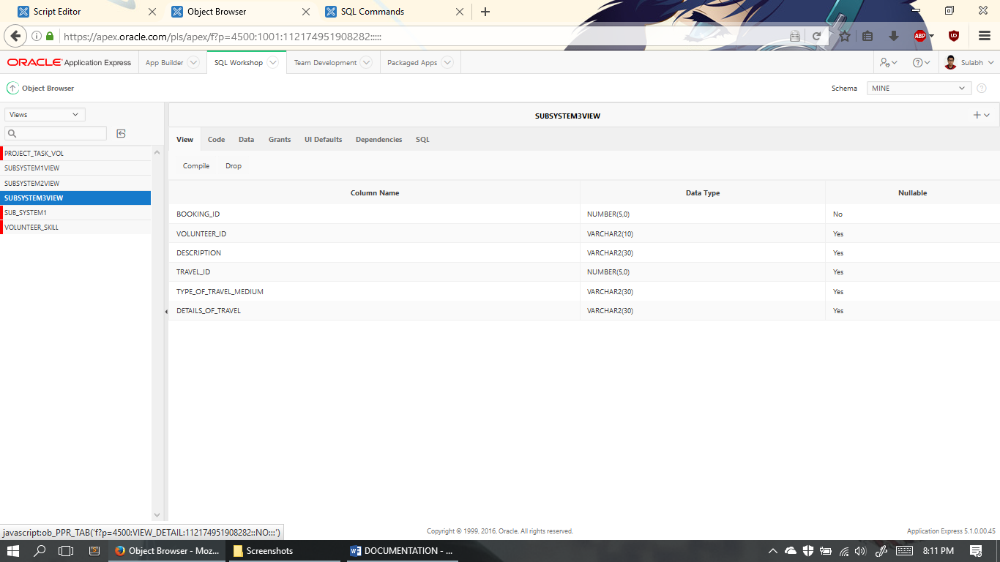 Script Editor Object Browser SQL Commands
https://apex.oracle.com/pls/apex/f?p=4500:1001:112174951908282:::::
ABP
ORACLE Application Express App Builder SQL Workshop Team Development Packaged Apps Sulabh
Object Browser Schema MINE
Views SUBSYSTEM3VIEW
View Code Data Grants UI Defaults Dependencies SQL
Compile Drop
PROJECT_TASK_VOL
SUBSYSTEM1VIEW
SUBSYSTEM2VIEW
SUBSYSTEM3VIEW
SUB_SYSTEM1
VOLUNTEER_SKILL
Column Name Data Type Nullable
BOOKING_ID NUMBER(5,0) No
VOLUNTEER_ID VARCHAR2(10) Yes
DESCRIPTION VARCHAR2(30) Yes
TRAVEL_ID NUMBER(5,0) Yes
TYPE_OF_TRAVEL_MEDIUM VARCHAR2(30) Yes
DETAILS_OF_TRAVEL VARCHAR2(30) Yes
javascript:ob_PPR_TAB('f?p=4500:VIEW_DETAIL:112174951908282::NO:::') Copyright © 1999, 2016, Oracle. All rights reserved. Application Express 5.1.0.00.45
Object Browser - Moz... Screenshots DOCUMENTATION - ... 8:11 PM